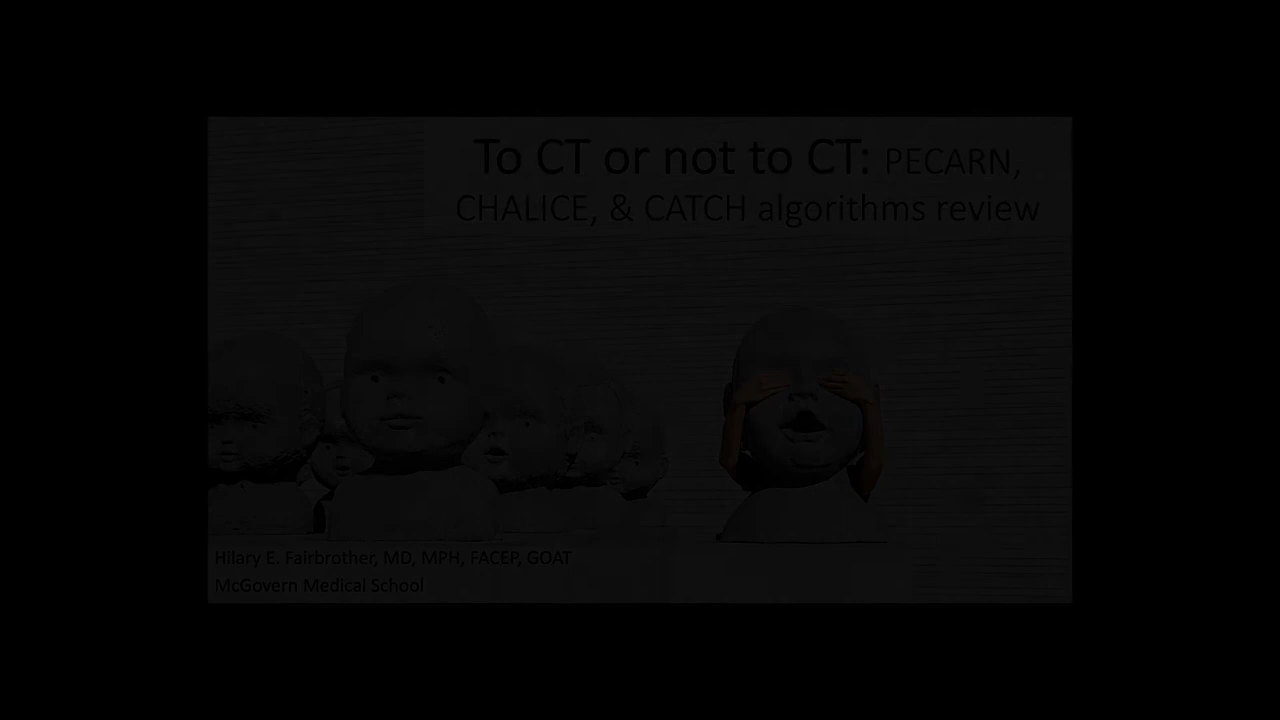 To CT or not to CT: PECARN,
CHALICE, & CATCH algorithms review
Hilary E. Fairbrother, MD, MPH, FACEP, GOAT
McGovern Medical School